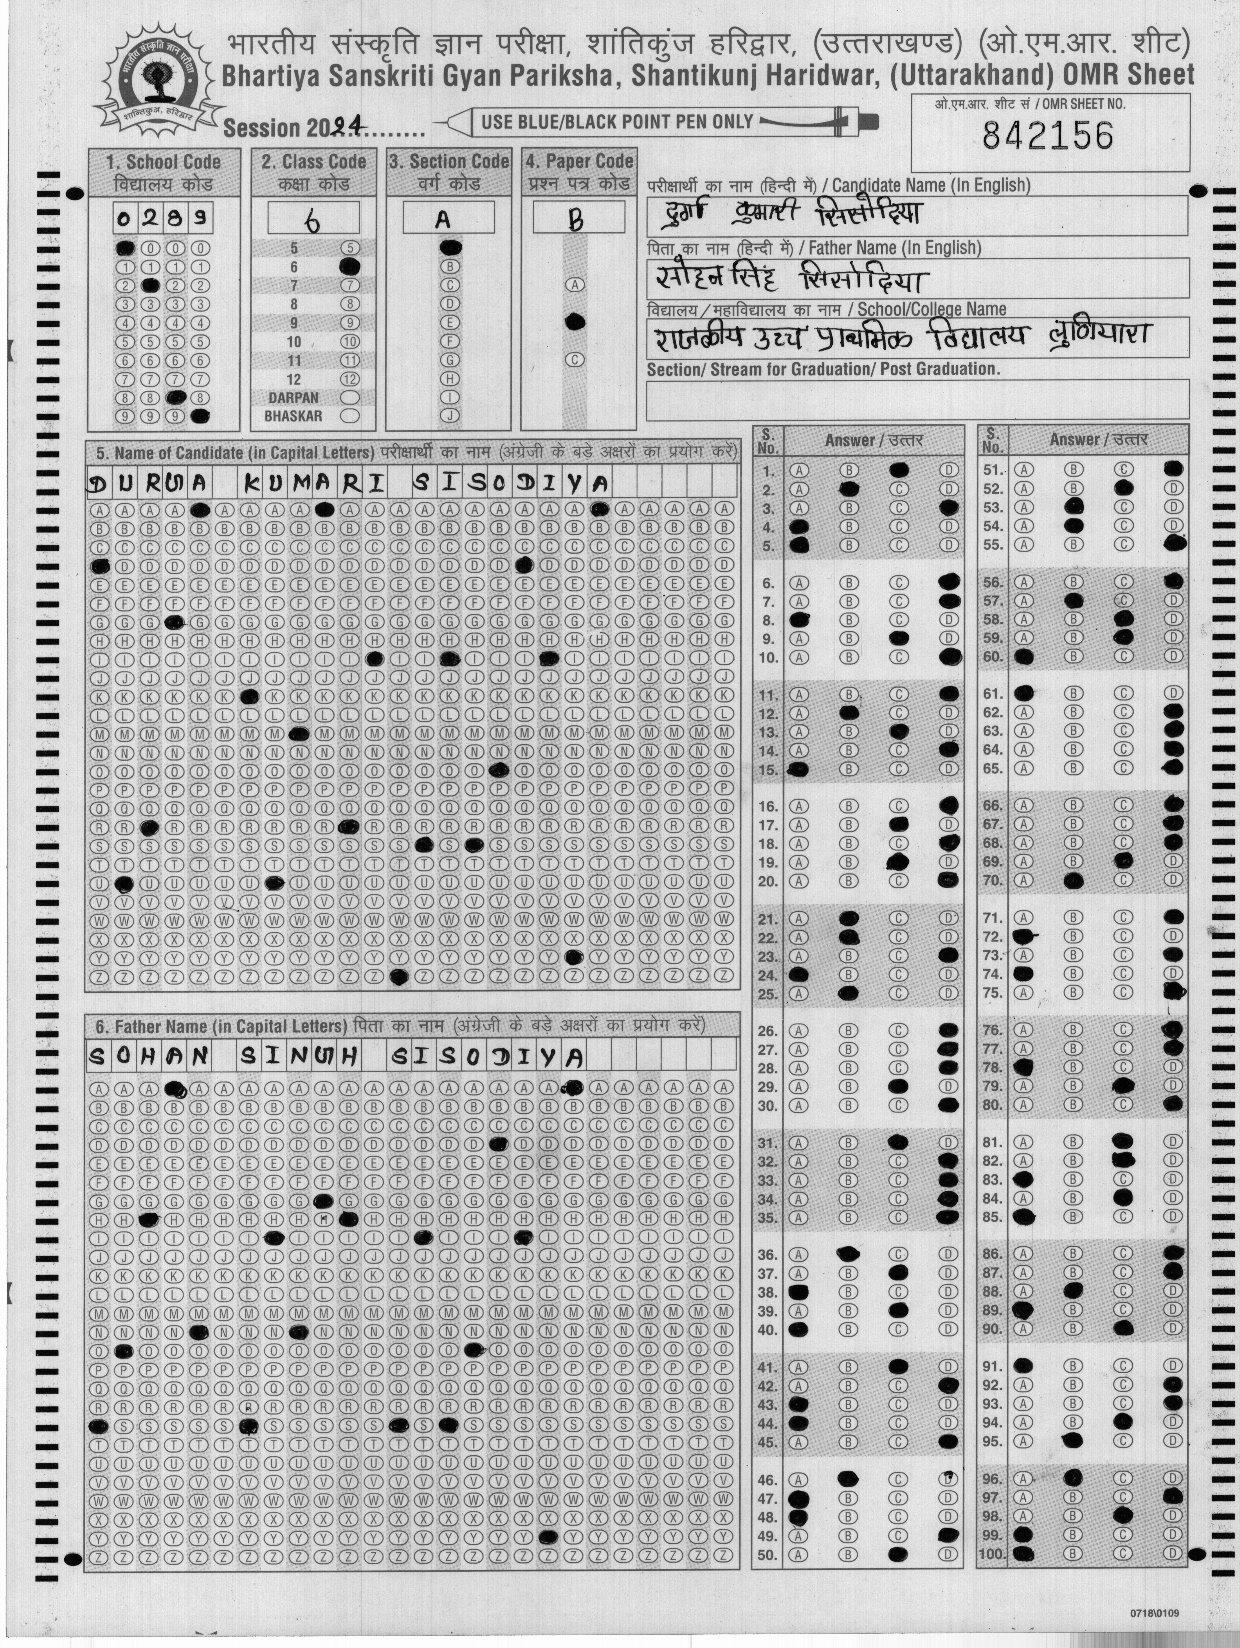 भारतीय संस्कृति ज्ञान परीक्षा, शांतिकुंज हरिद्वार, (उत्तराखण्ड) (ओ.एम.आर. शीट)
Bhartiya Sanskriti Gyan Pariksha, Shantikunj Haridwar, (Uttarakhand) OMR Sheet
Session 2024............
USE BLUE/BLACK POINT PEN ONLY
ओ.एम.आर. शीट सं / OMR SHEET NO.
842156
1. School Code
विद्यालय कोड
0289
2. Class Code
कक्षा कोड
6
5
6
7
8
9
10
11
12
DARPAN
BHASKAR
3. Section Code
वर्ग कोड
A
4. Paper Code
प्रश्न पत्र कोड
B
परीक्षार्थी का नाम (हिन्दी में) / Candidate Name (In English)
दुर्गा कुमारी सिसोदिया
पिता का नाम (हिन्दी में) / Father Name (In English)
सोहन सिंह सिसोदिया
विद्यालय/महाविद्यालय का नाम / School/College Name
राजकीय उच्च प्राथमिक विद्यालय लुनियारा
Section/ Stream for Graduation/ Post Graduation.
5. Name of Candidate (in Capital Letters) परीक्षार्थी का नाम (अंग्रेजी के बडे अक्षरों का प्रयोग करें)
DURGA KUMARI SISODIYA
6. Father Name (in Capital Letters) पिता का नाम (अंग्रेजी के बडे अक्षरों का प्रयोग करें)
SOHAN SINGH SISODIYA
S. No. Answer / उत्तर
S. No. Answer / उत्तर
0718\0109